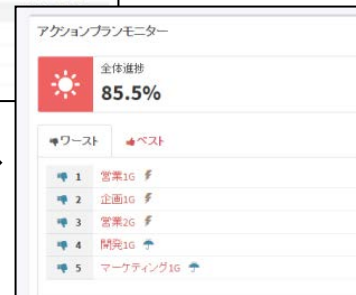 アクションプランモニター
全体進捗
85.5%
ワースト ベスト
1 営業1G
2 企画1G
3 営業2G
4 開発1G
5 マーケティング1G